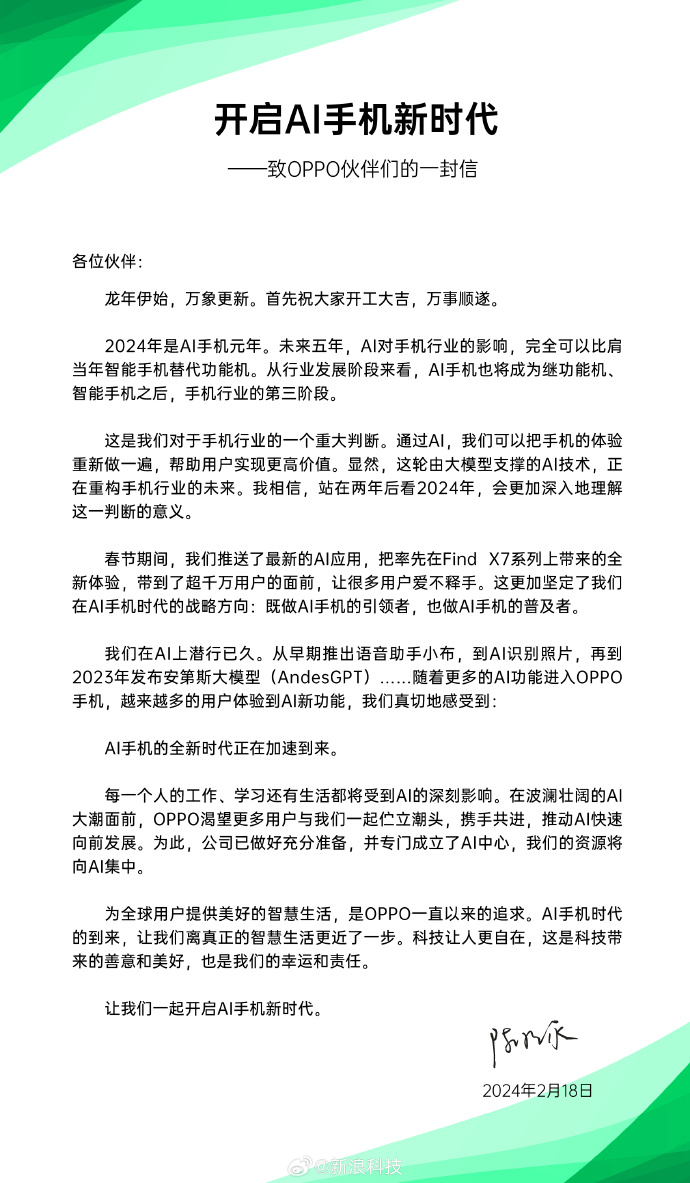 开启AI手机新时代
——致OPPO伙伴们的一封信
各位伙伴：
龙年伊始，万象更新。首先祝大家开工大吉，万事顺遂。
2024年是AI手机元年。未来五年，AI对手机行业的影响，完全可以比肩
当年智能手机替代功能机。从行业发展阶段来看，AI手机也将成为继功能机、
智能手机之后，手机行业的第三阶段。
这是我们对于手机行业的一个重大判断。通过AI，我们可以把手机的体验
重新做一遍，帮助用户实现更高价值。显然，这轮由大模型支撑的AI技术，正
在重构手机行业的未来。我相信，站在两年后看2024年，会更加深入地理解
这一判断的意义。
春节期间，我们推送了最新的AI应用，把率先在Find X7系列上带来的全
新体验，带到了超千万用户的面前，让很多用户爱不释手。这更加坚定了我们
在AI手机时代的战略方向：既做AI手机的引领者，也做AI手机的普及者。
我们在AI上潜行已久。从早期推出语音助手小布，到AI识别照片，再到
2023年发布安第斯大模型（AndesGPT）……随着更多的AI功能进入OPPO
手机，越来越多的用户体验到AI新功能，我们真切地感受到：
AI手机的全新时代正在加速到来。
每一个人的工作、学习还有生活都将受到AI的深刻影响。在波澜壮阔的AI
大潮面前，OPPO渴望更多用户与我们一起伫立潮头，携手共进，推动AI快速
向前发展。为此，公司已做好充分准备，并专门成立了AI中心，我们的资源将
向AI集中。
为全球用户提供美好的智慧生活，是OPPO一直以来的追求。AI手机时代
的到来，让我们离真正的智慧生活更近了一步。科技让人更自在，这是科技带
来的善意和美好，也是我们的幸运和责任。
让我们一起开启AI手机新时代。
陈明永
2024年2月18日
@新浪科技